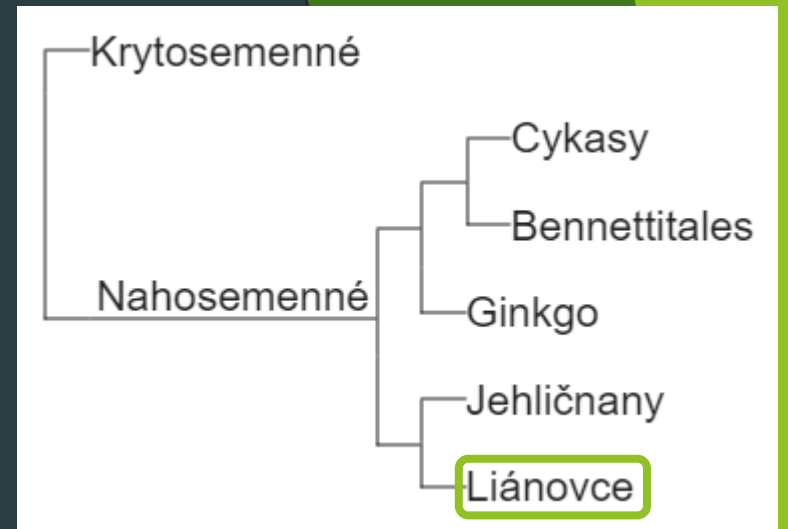 Krytosemenné
Cykasy
Bennettitales
Nahosemenné
Ginkgo
Jehličnany
Liánovce